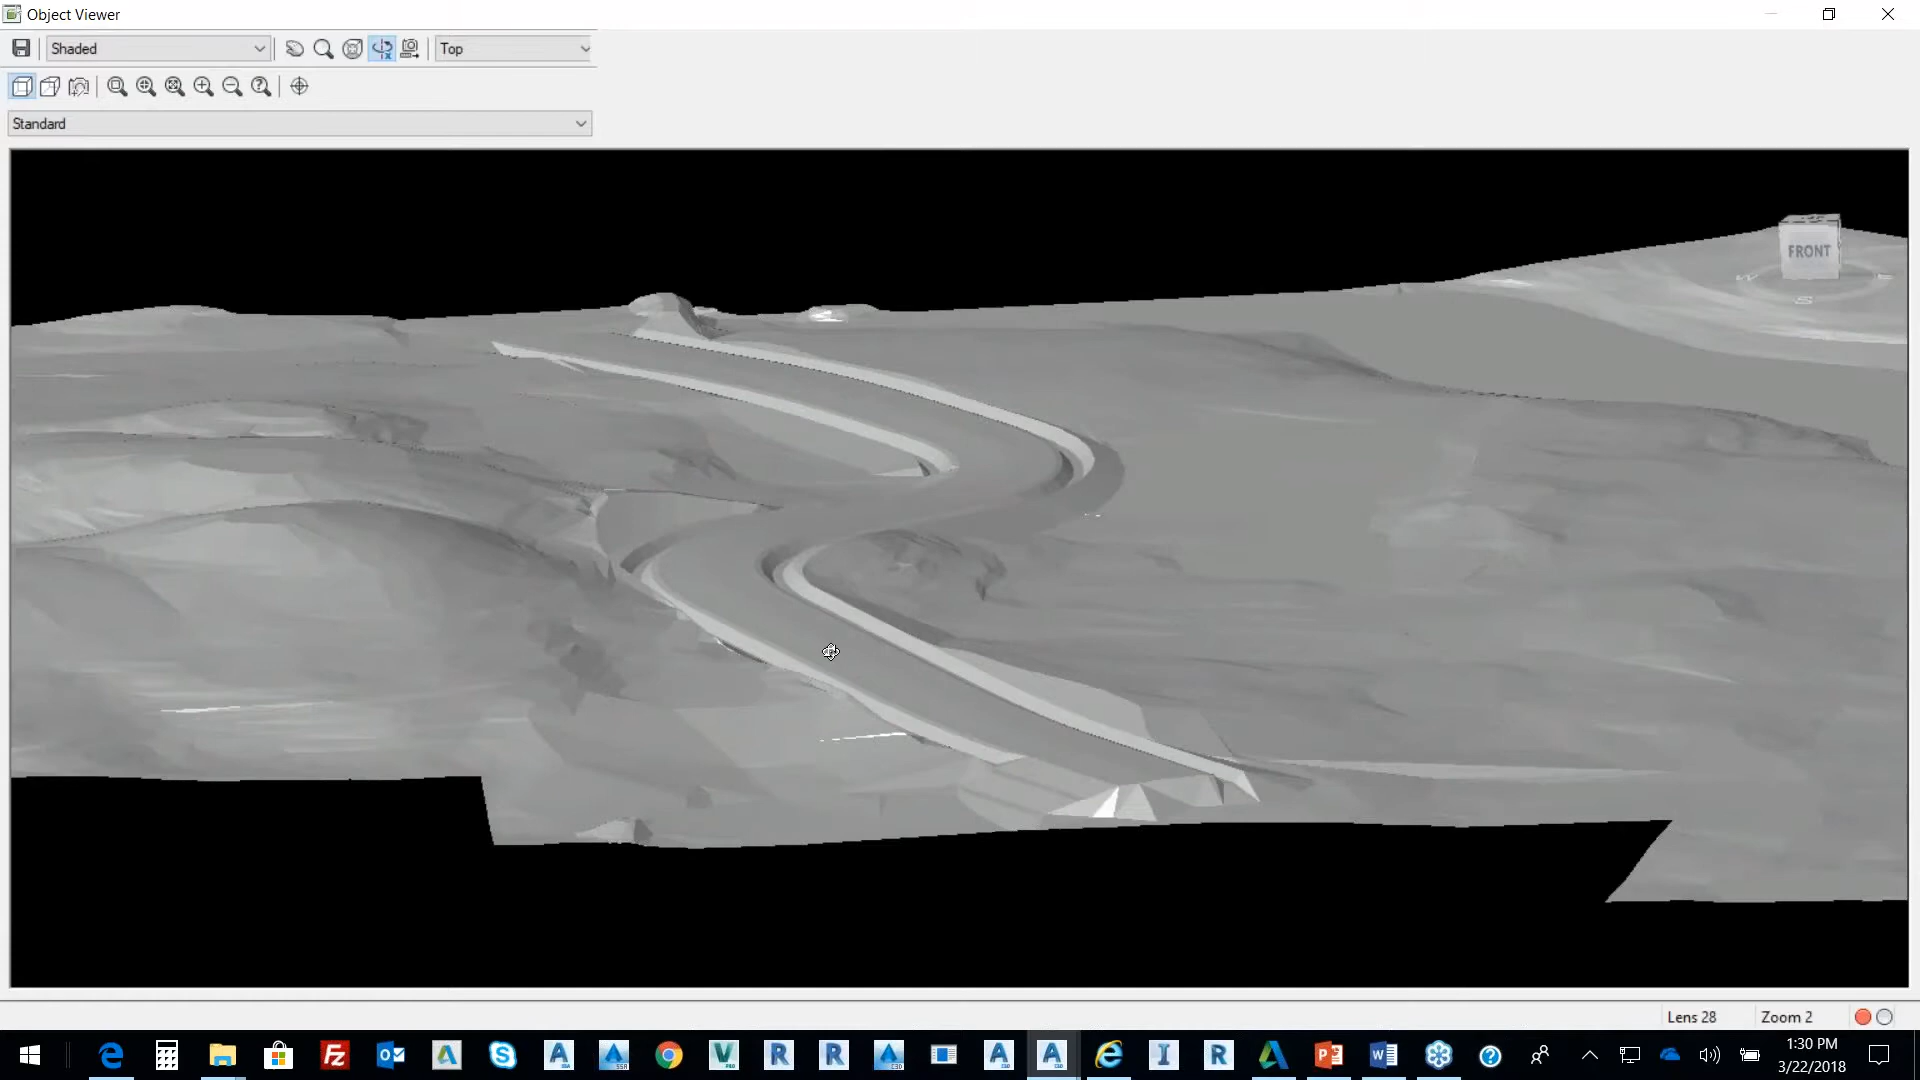 Object Viewer
Shaded
Top
Standard
FRONT
W
S
Lens 28
Zoom 2
1:30 PM
3/22/2018